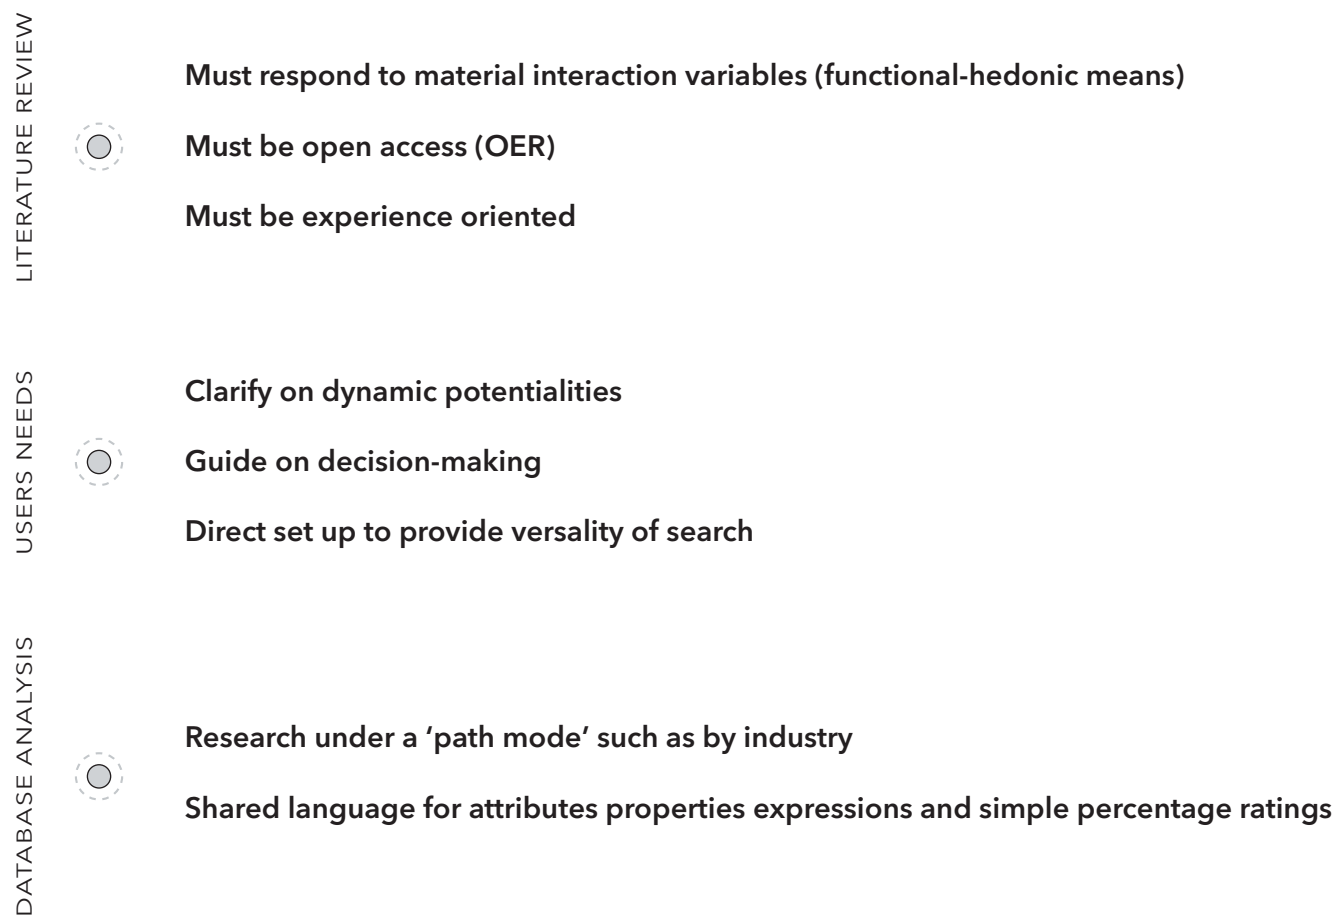 LITERATURE REVIEW
Must respond to material interaction variables (functional-hedonic means)
Must be open access (OER)
Must be experience oriented
USERS NEEDS
Clarify on dynamic potentialities
Guide on decision-making
Direct set up to provide versality of search
DATABASE ANALYSIS
Research under a ‘path mode’ such as by industry
Shared language for attributes properties expressions and simple percentage ratings